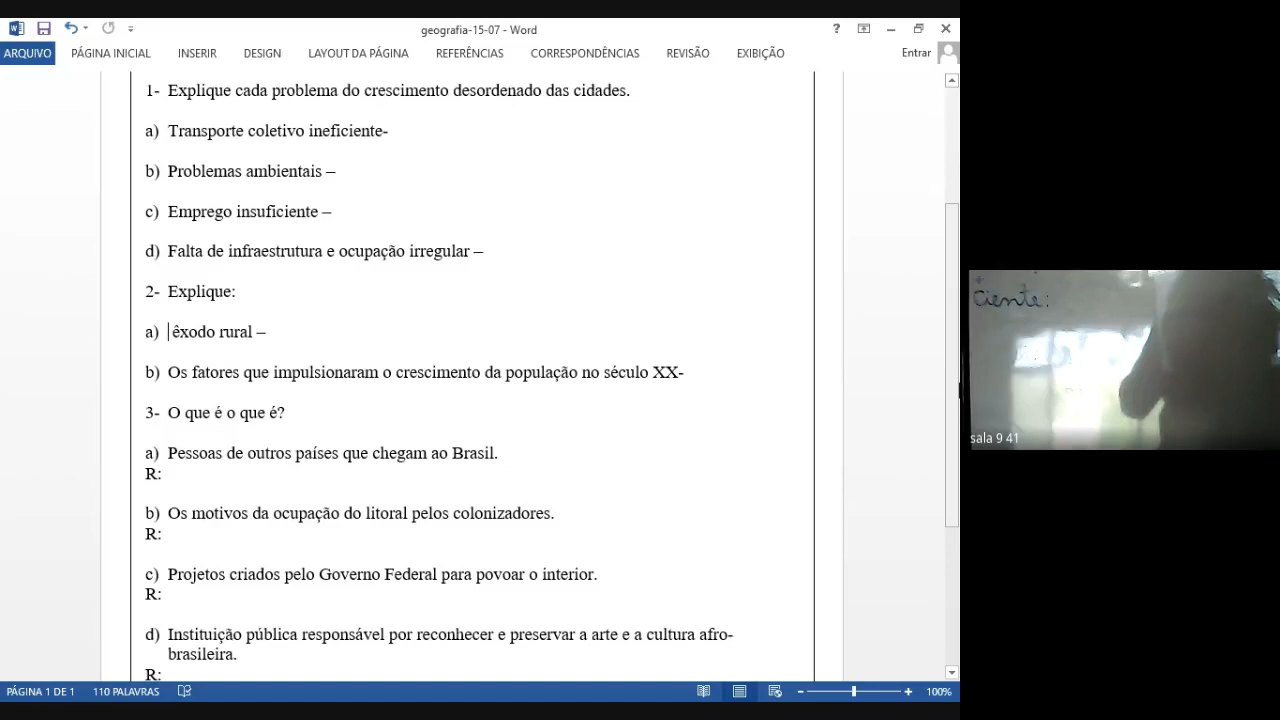 geografia-15-07 - Word
?
ARQUIVO PÁGINA INICIAL INSERIR DESIGN LAYOUT DA PÁGINA REFERÊNCIAS CORRESPONDÊNCIAS REVISÃO EXIBIÇÃO Entrar
1- Explique cada problema do crescimento desordenado das cidades.
a) Transporte coletivo ineficiente-
b) Problemas ambientais –
c) Emprego insuficiente –
d) Falta de infraestrutura e ocupação irregular –
2- Explique:
a) êxodo rural –
b) Os fatores que impulsionaram o crescimento da população no século XX-
3- O que é o que é?
a) Pessoas de outros países que chegam ao Brasil.
R:
b) Os motivos da ocupação do litoral pelos colonizadores.
R:
c) Projetos criados pelo Governo Federal para povoar o interior.
R:
d) Instituição pública responsável por reconhecer e preservar a arte e a cultura afro-
brasileira.
R:
PÁGINA 1 DE 1 110 PALAVRAS 100%
Ciente:
sala 9 41